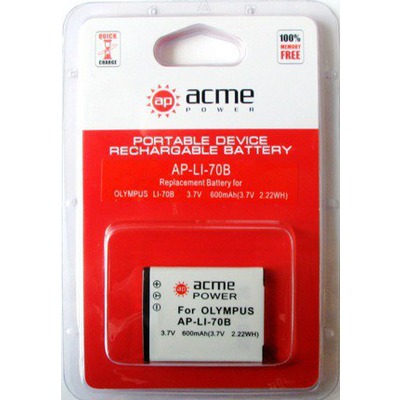 QUICK
CHARGE
100%
MEMORY
FREE
ap acme
POWER
PORTABLE DEVICE
RECHARGABLE BATTERY
AP-LI-70B
Replacement Battery for
OLYMPUS LI-70B 3.7V 600mAh(3.7V 2.22WH)
ap acme
POWER
For OLYMPUS
AP-LI-70B
3.7V 600mAh(3.7V 2.22WH)